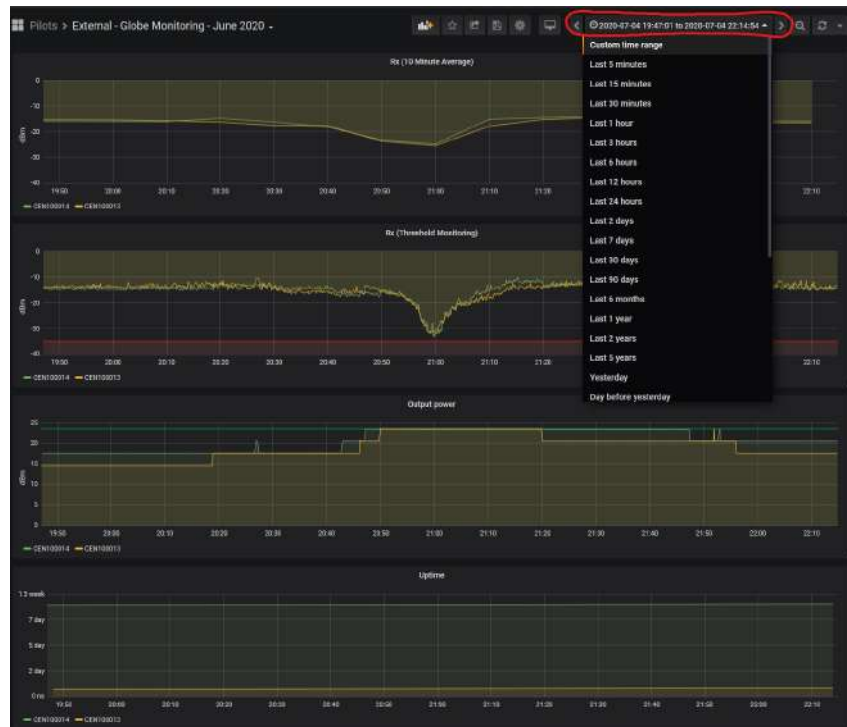 Pilots > External - Globe Monitoring - June 2020
2020-07-04 19:47:01 to 2020-07-04 22:14:54
Custom time range
Last 5 minutes
Last 15 minutes
Last 30 minutes
Last 1 hour
Last 3 hours
Last 6 hours
Last 12 hours
Last 24 hours
Last 2 days
Last 7 days
Last 30 days
Last 90 days
Last 6 months
Last 1 year
Last 2 years
Last 5 years
Yesterday
Day before yesterday
Rx (10 Minute Average)
dBm
0
-10
-20
-30
-40
19:50 20:00 20:10 20:20 20:30 20:40 20:50 21:00 21:10 21:20 22:10
CEN100014 CEN100013
Rx (Threshold Monitoring)
dBm
0
-10
-20
-30
-40
19:50 20:00 20:10 20:20 20:30 20:40 20:50 21:00 21:10 21:20 22:10
CEN100014 CEN100013
Output power
dBm
25
20
10
5
0
19:50 20:00 20:10 20:20 20:30 20:40 20:50 21:00 21:10 21:20 21:30 21:40 21:50 22:00 22:10
CEN100014 CEN100013
Uptime
7 day
5 day
2 day
0 ns
19:50 20:00 20:10 20:20 20:30 20:40 20:50 21:00 21:10 21:20 21:30 21:40 21:50 22:00 22:10
CEN100014 CEN100013